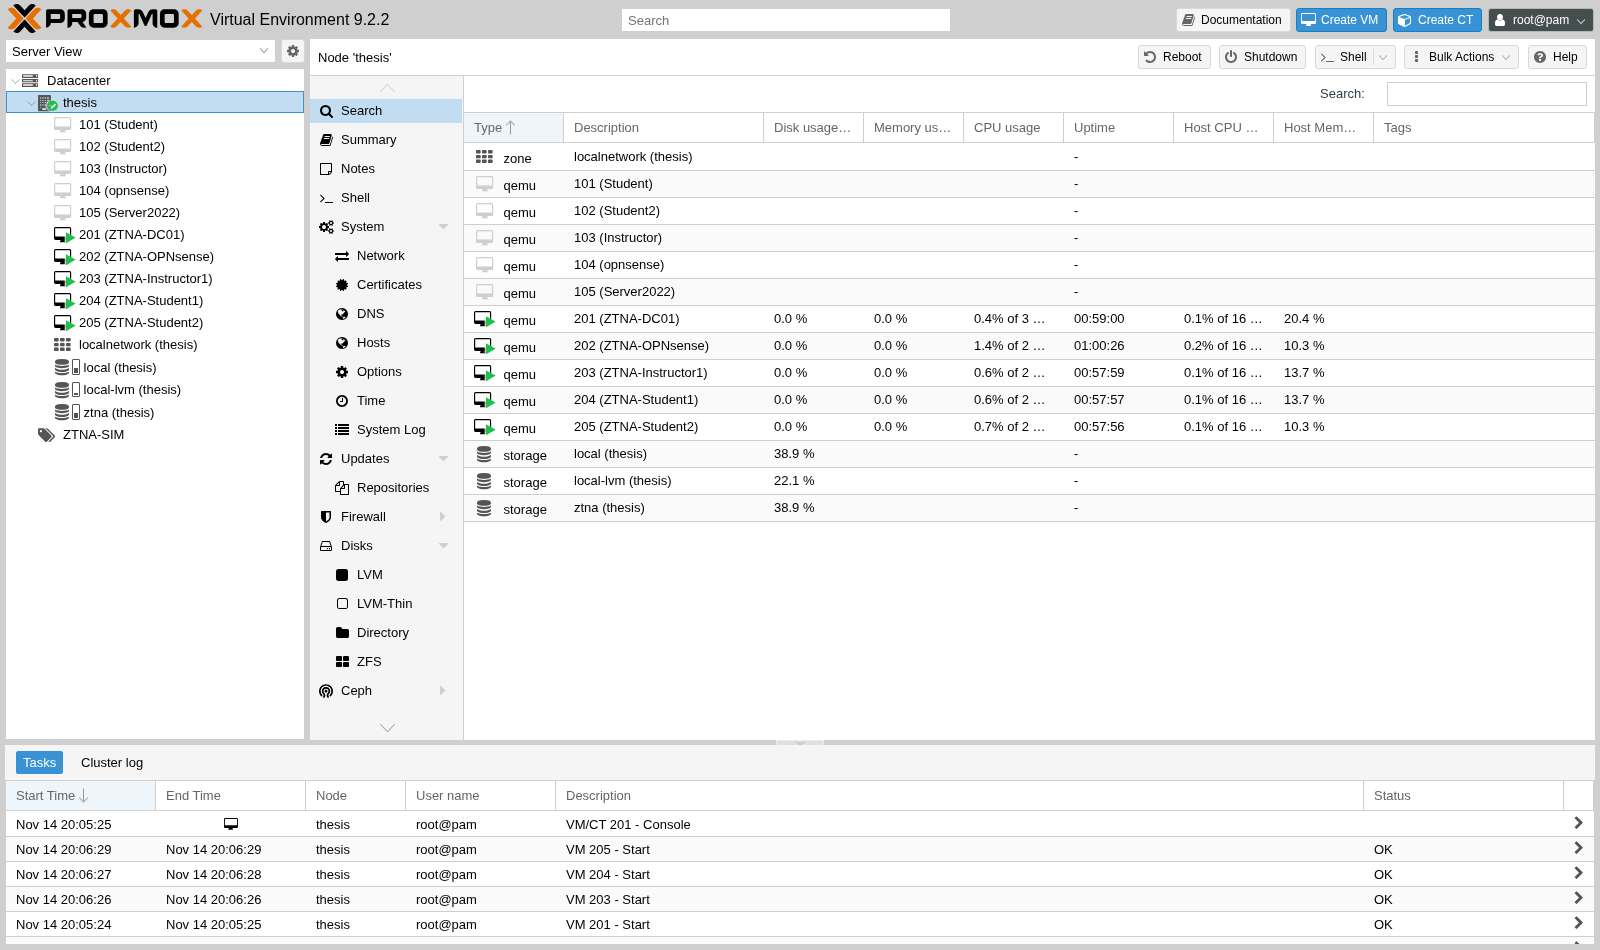 PROXMOX Virtual Environment 9.2.2 Search Documentation Create VM Create CT root@pam
Server View
Node 'thesis' Reboot Shutdown Shell Bulk Actions Help
Datacenter
thesis
101 (Student)
102 (Student2)
103 (Instructor)
104 (opnsense)
105 (Server2022)
201 (ZTNA-DC01)
202 (ZTNA-OPNsense)
203 (ZTNA-Instructor1)
204 (ZTNA-Student1)
205 (ZTNA-Student2)
localnetwork (thesis)
local (thesis)
local-lvm (thesis)
ztna (thesis)
ZTNA-SIM
Search
Summary
Notes
Shell
System
Network
Certificates
DNS
Hosts
Options
Time
System Log
Updates
Repositories
Firewall
Disks
LVM
LVM-Thin
Directory
ZFS
Ceph
Search:
Type Description Disk usage... Memory us... CPU usage Uptime Host CPU ... Host Mem... Tags
zone localnetwork (thesis) -
qemu 101 (Student) -
qemu 102 (Student2) -
qemu 103 (Instructor) -
qemu 104 (opnsense) -
qemu 105 (Server2022) -
qemu 201 (ZTNA-DC01) 0.0 % 0.0 % 0.4% of 3 ... 00:59:00 0.1% of 16 ... 20.4 %
qemu 202 (ZTNA-OPNsense) 0.0 % 0.0 % 1.4% of 2 ... 01:00:26 0.2% of 16 ... 10.3 %
qemu 203 (ZTNA-Instructor1) 0.0 % 0.0 % 0.6% of 2 ... 00:57:59 0.1% of 16 ... 13.7 %
qemu 204 (ZTNA-Student1) 0.0 % 0.0 % 0.6% of 2 ... 00:57:57 0.1% of 16 ... 13.7 %
qemu 205 (ZTNA-Student2) 0.0 % 0.0 % 0.7% of 2 ... 00:57:56 0.1% of 16 ... 10.3 %
storage local (thesis) 38.9 % -
storage local-lvm (thesis) 22.1 % -
storage ztna (thesis) 38.9 % -
Tasks Cluster log
Start Time End Time Node User name Description Status
Nov 14 20:05:25 thesis root@pam VM/CT 201 - Console
Nov 14 20:06:29 Nov 14 20:06:29 thesis root@pam VM 205 - Start OK
Nov 14 20:06:27 Nov 14 20:06:28 thesis root@pam VM 204 - Start OK
Nov 14 20:06:26 Nov 14 20:06:26 thesis root@pam VM 203 - Start OK
Nov 14 20:05:24 Nov 14 20:05:25 thesis root@pam VM 201 - Start OK